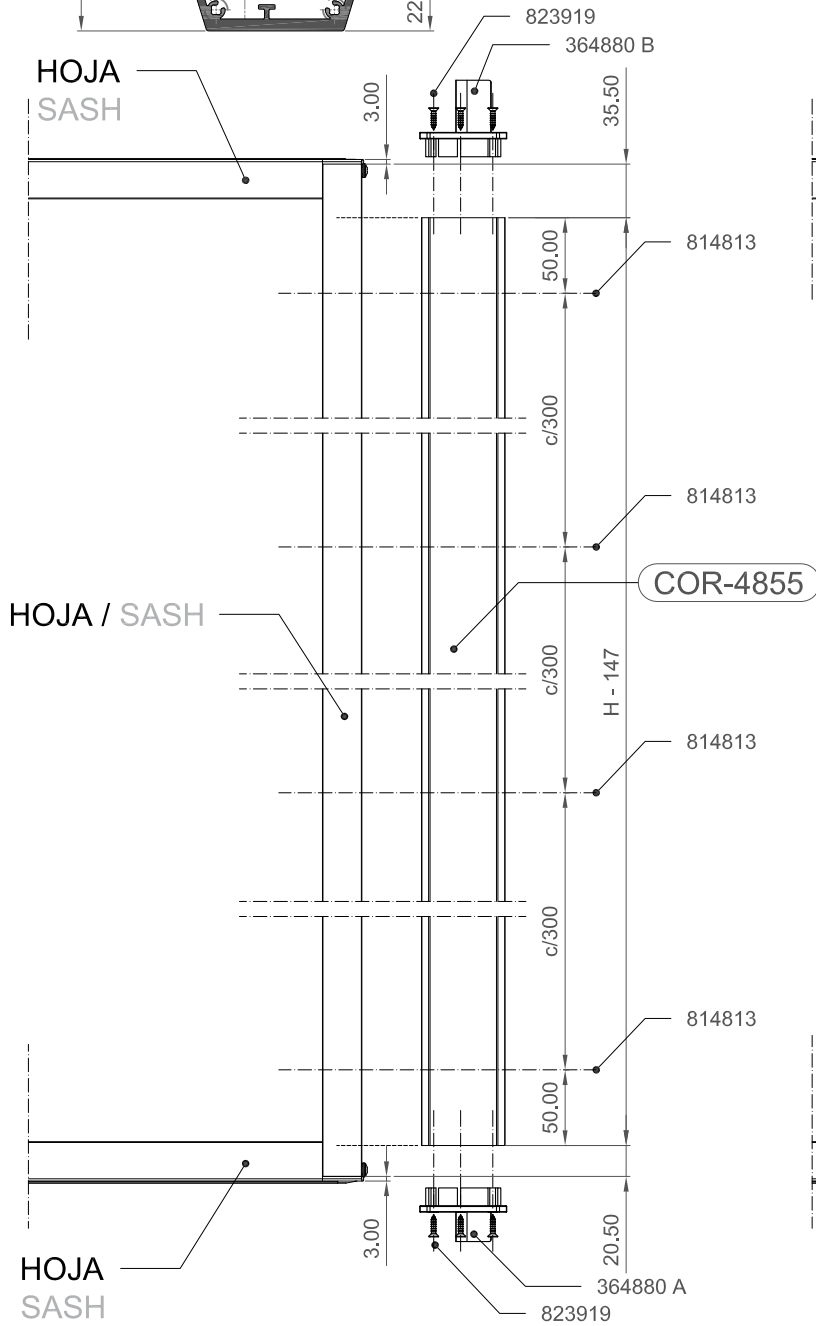 22
823919
364880 B
HOJA
SASH
3.00
35.50
50.00
814813
c/300
814813
COR-4855
HOJA / SASH
c/300
H - 147
814813
c/300
814813
50.00
3.00
20.50
HOJA
SASH
364880 A
823919